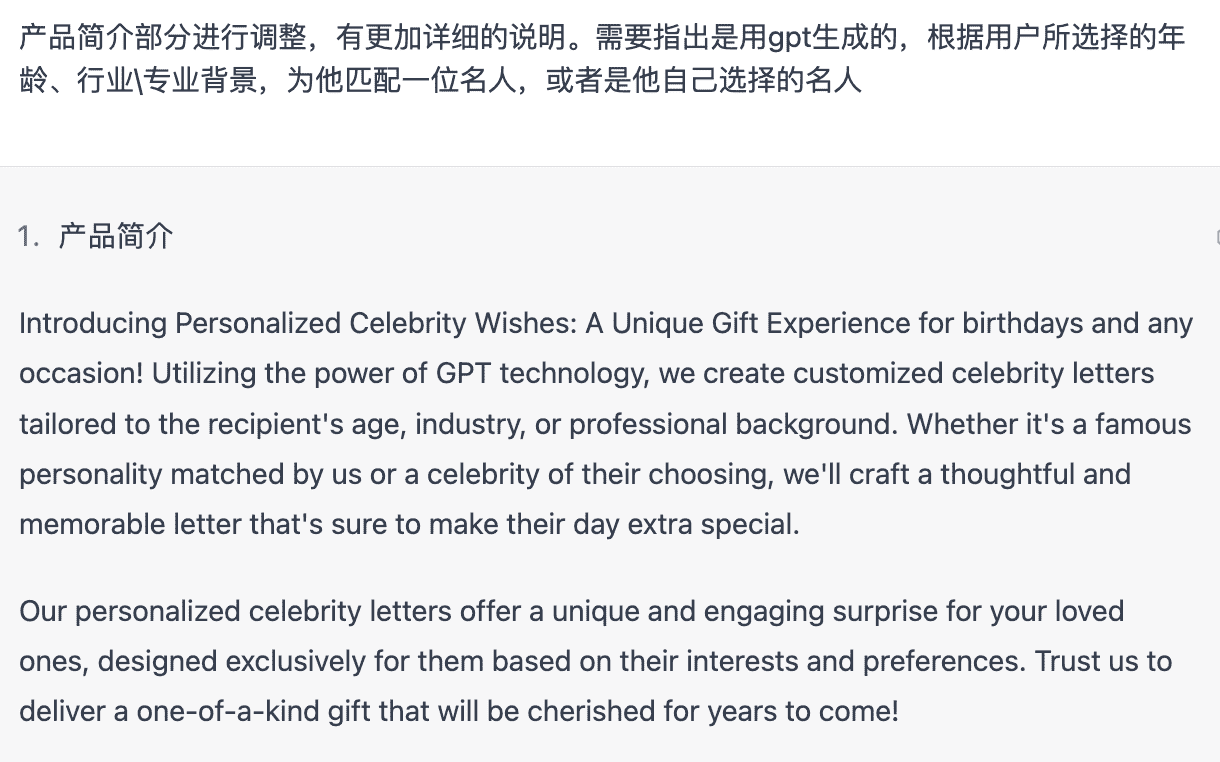 产品简介部分进行调整，有更加详细的说明。需要指出是用gpt生成的，根据用户所选择的年
龄、行业\专业背景，为他匹配一位名人，或者是他自己选择的名人
1. 产品简介
Introducing Personalized Celebrity Wishes: A Unique Gift Experience for birthdays and any
occasion! Utilizing the power of GPT technology, we create customized celebrity letters
tailored to the recipient's age, industry, or professional background. Whether it's a famous
personality matched by us or a celebrity of their choosing, we'll craft a thoughtful and
memorable letter that's sure to make their day extra special.
Our personalized celebrity letters offer a unique and engaging surprise for your loved
ones, designed exclusively for them based on their interests and preferences. Trust us to
deliver a one-of-a-kind gift that will be cherished for years to come!